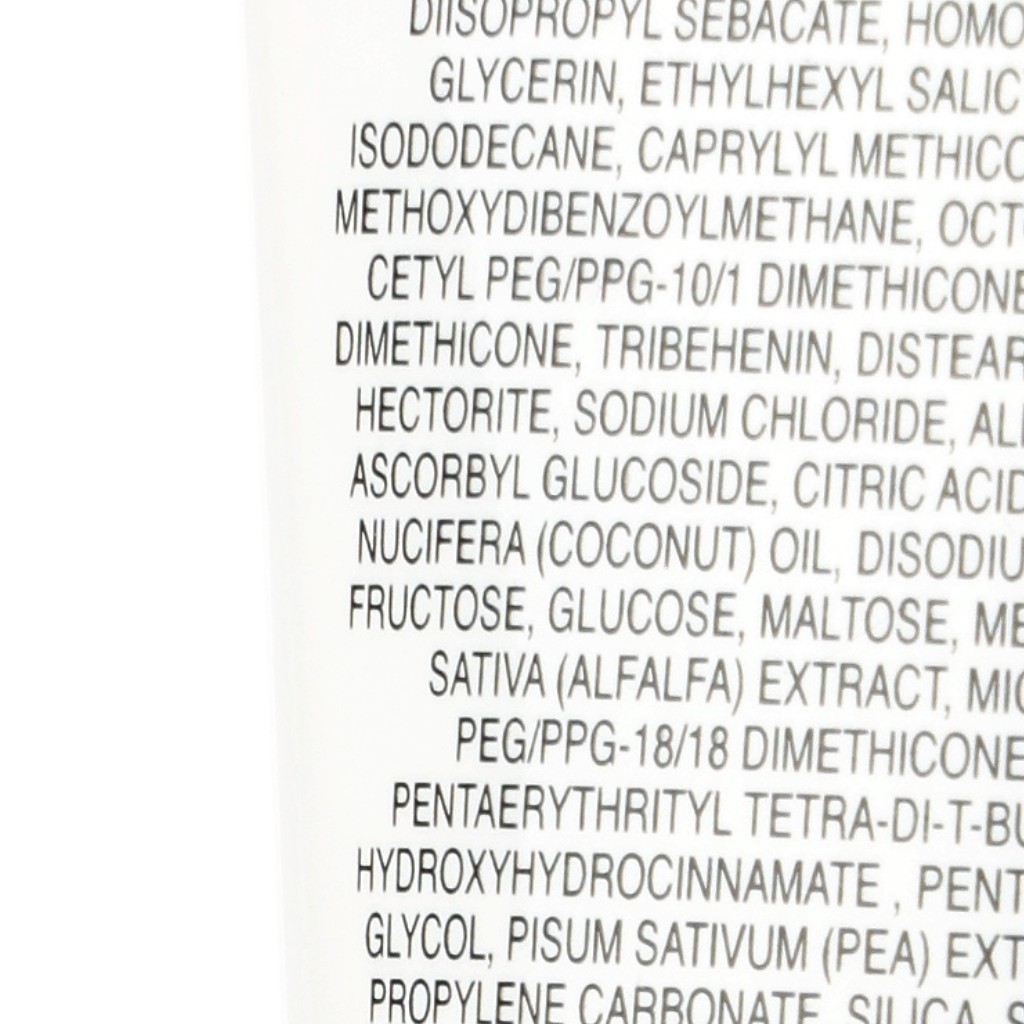 DIISOPROPYL SEBACATE, HOMO
GLYCERIN, ETHYLHEXYL SALIC
ISODODECANE, CAPRYLYL METHICO
METHOXYDIBENZOYLMETHANE, OCT
CETYL PEG/PPG-10/1 DIMETHICONE
DIMETHICONE, TRIBEHENIN, DISTEAR
HECTORITE, SODIUM CHLORIDE, AL
ASCORBYL GLUCOSIDE, CITRIC ACID
NUCIFERA (COCONUT) OIL, DISODIU
FRUCTOSE, GLUCOSE, MALTOSE, ME
SATIVA (ALFALFA) EXTRACT, MIC
PEG/PPG-18/18 DIMETHICONE
PENTAERYTHRITYL TETRA-DI-T-BU
HYDROXYHYDROCINNAMATE , PENT
GLYCOL, PISUM SATIVUM (PEA) EXT
PROPYLENE CARBONATE, SILICA, S